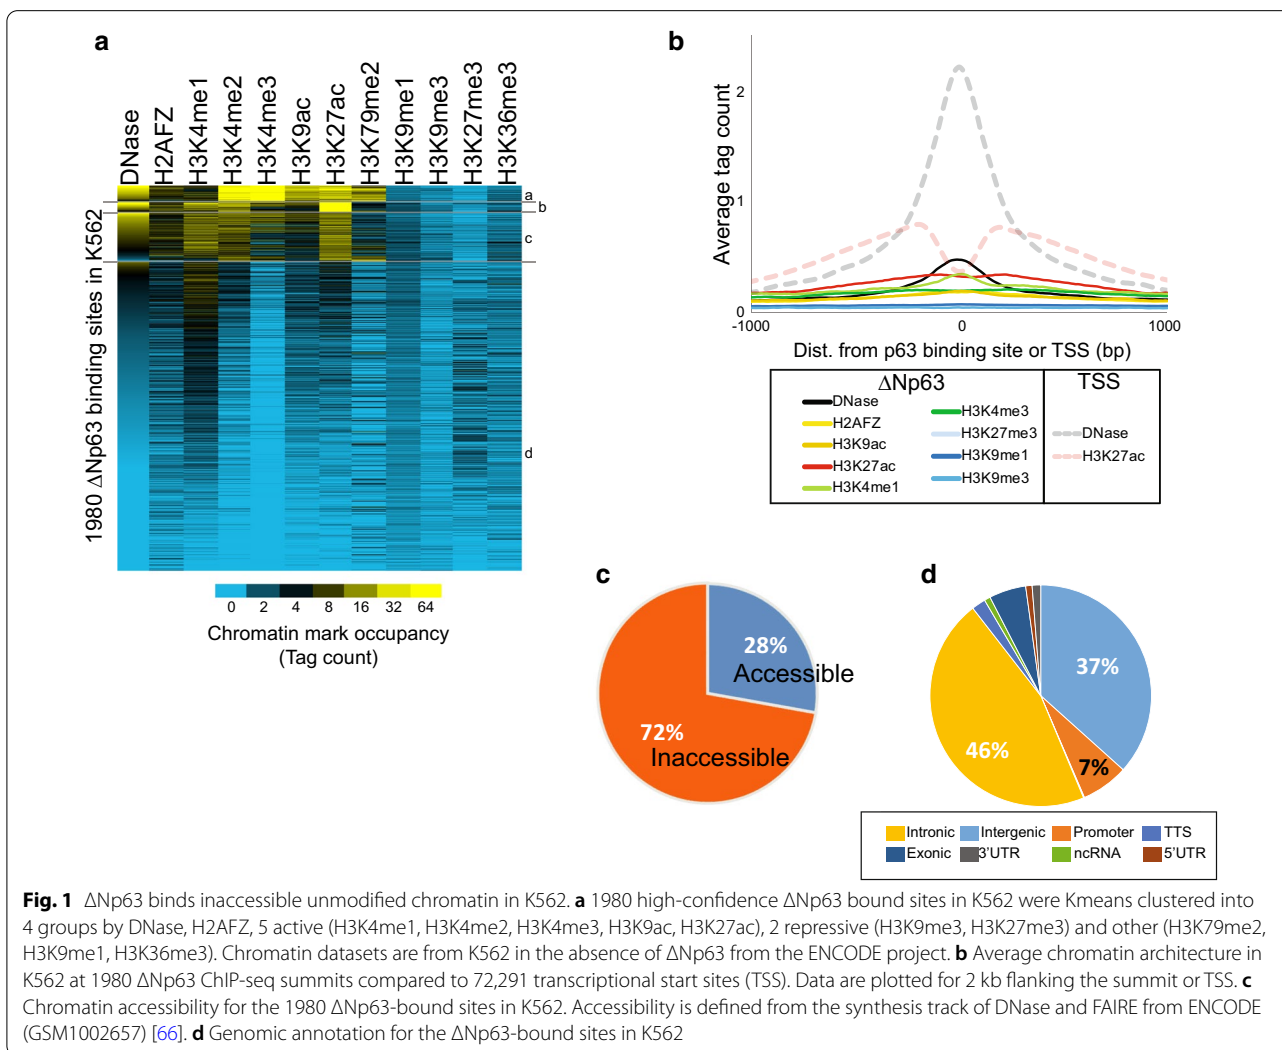 a
DNase
H2AFZ
H3K4me1
H3K4me2
H3K4me3
H3K9ac
H3K27ac
H3K79me2
H3K9me1
H3K9me3
H3K27me3
H3K36me3
1980 ΔNp63 binding sites in K562
a
b
c
d
0 2 4 8 16 32 64
Chromatin mark occupancy
(Tag count)
b
Average tag count
2
1
0
-1000 0 1000
Dist. from p63 binding site or TSS (bp)
ΔNp63
DNase
H2AFZ
H3K9ac
H3K27ac
H3K4me1
H3K4me3
H3K27me3
H3K9me1
H3K9me3
TSS
DNase
H3K27ac
c
28%
Accessible
72%
Inaccessible
d
37%
46%
7%
Intronic Intergenic Promoter TTS
Exonic 3'UTR ncRNA 5'UTR
Fig. 1 ΔNp63 binds inaccessible unmodified chromatin in K562. a 1980 high-confidence ΔNp63 bound sites in K562 were Kmeans clustered into
4 groups by DNase, H2AFZ, 5 active (H3K4me1, H3K4me2, H3K4me3, H3K9ac, H3K27ac), 2 repressive (H3K9me3, H3K27me3) and other (H3K79me2,
H3K9me1, H3K36me3). Chromatin datasets are from K562 in the absence of ΔNp63 from the ENCODE project. b Average chromatin architecture in
K562 at 1980 ΔNp63 ChIP-seq summits compared to 72,291 transcriptional start sites (TSS). Data are plotted for 2 kb flanking the summit or TSS. c
Chromatin accessibility for the 1980 ΔNp63-bound sites in K562. Accessibility is defined from the synthesis track of DNase and FAIRE from ENCODE
(GSM1002657) [66]. d Genomic annotation for the ΔNp63-bound sites in K562